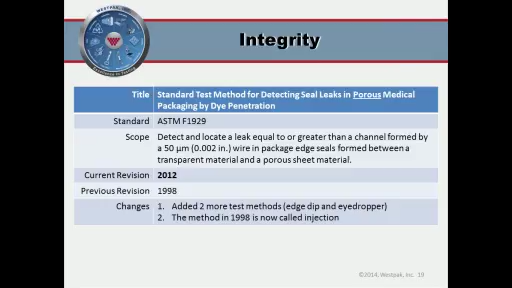 WESTPAK, INC.
Integrity
Title Standard Test Method for Detecting Seal Leaks in Porous Medical
Packaging by Dye Penetration
Standard ASTM F1929
Scope Detect and locate a leak equal to or greater than a channel formed by
a 50 µm (0.002 in.) wire in package edge seals formed between a
transparent material and a porous sheet material.
Current Revision 2012
Previous Revision 1998
Changes 1. Added 2 more test methods (edge dip and eyedropper)
2. The method in 1998 is now called injection
©2014, Westpak, Inc. 19